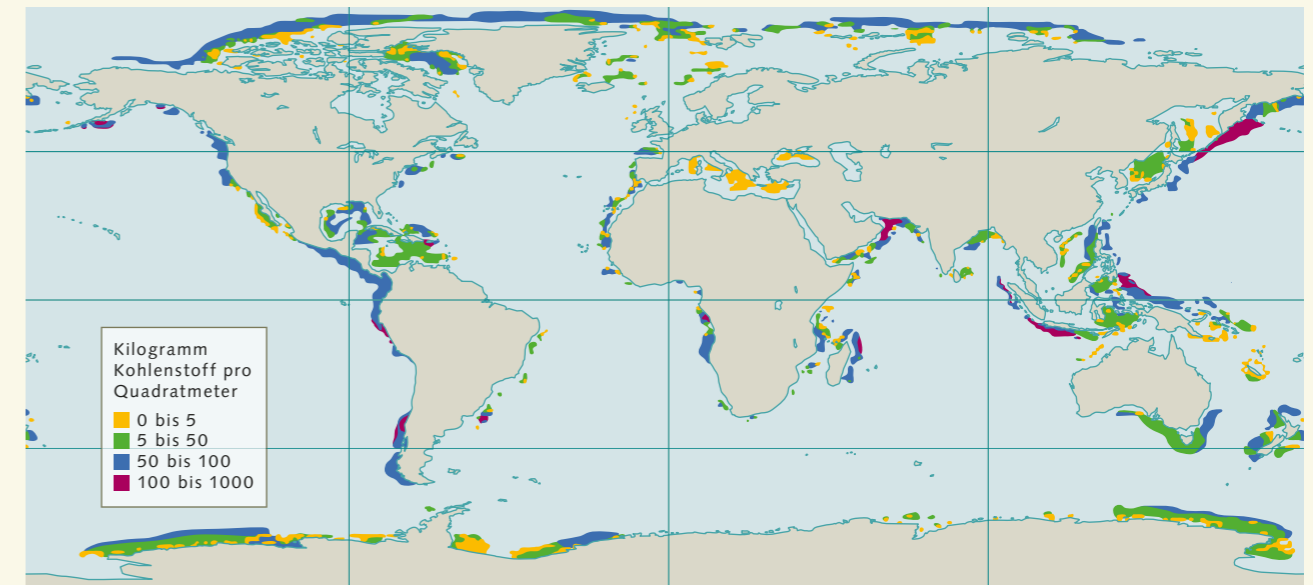 Kilogramm
Kohlenstoff pro
Quadratmeter
0 bis 5
5 bis 50
50 bis 100
100 bis 1000